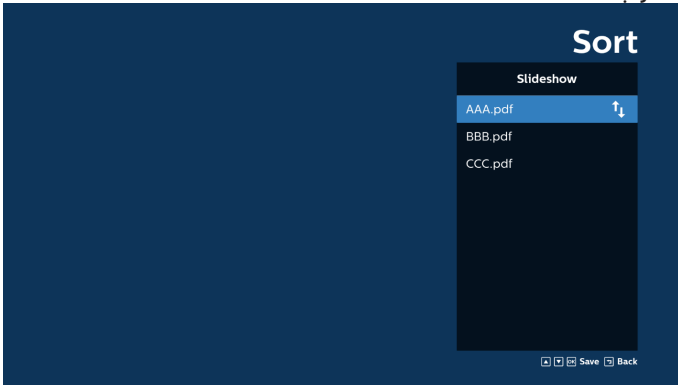 Sort
Slideshow
AAA.pdf
BBB.pdf
CCC.pdf
OK Save Back